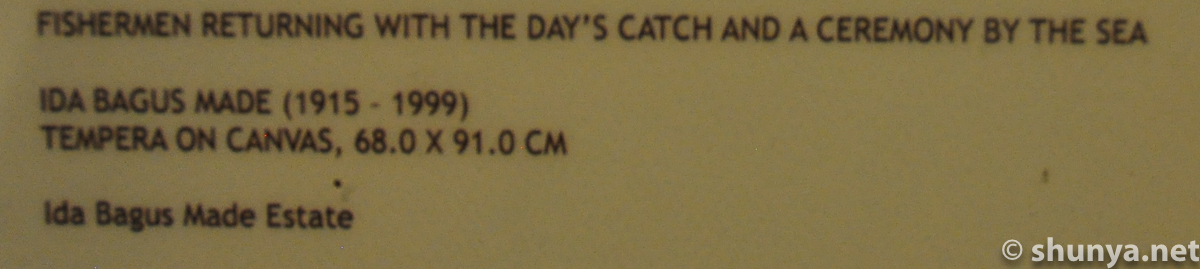 FISHERMEN RETURNING WITH THE DAY'S CATCH AND A CEREMONY BY THE SEA
IDA BAGUS MADE (1915 - 1999)
TEMPERA ON CANVAS, 68.0 X 91.0 CM
Ida Bagus Made Estate
© shunya.net